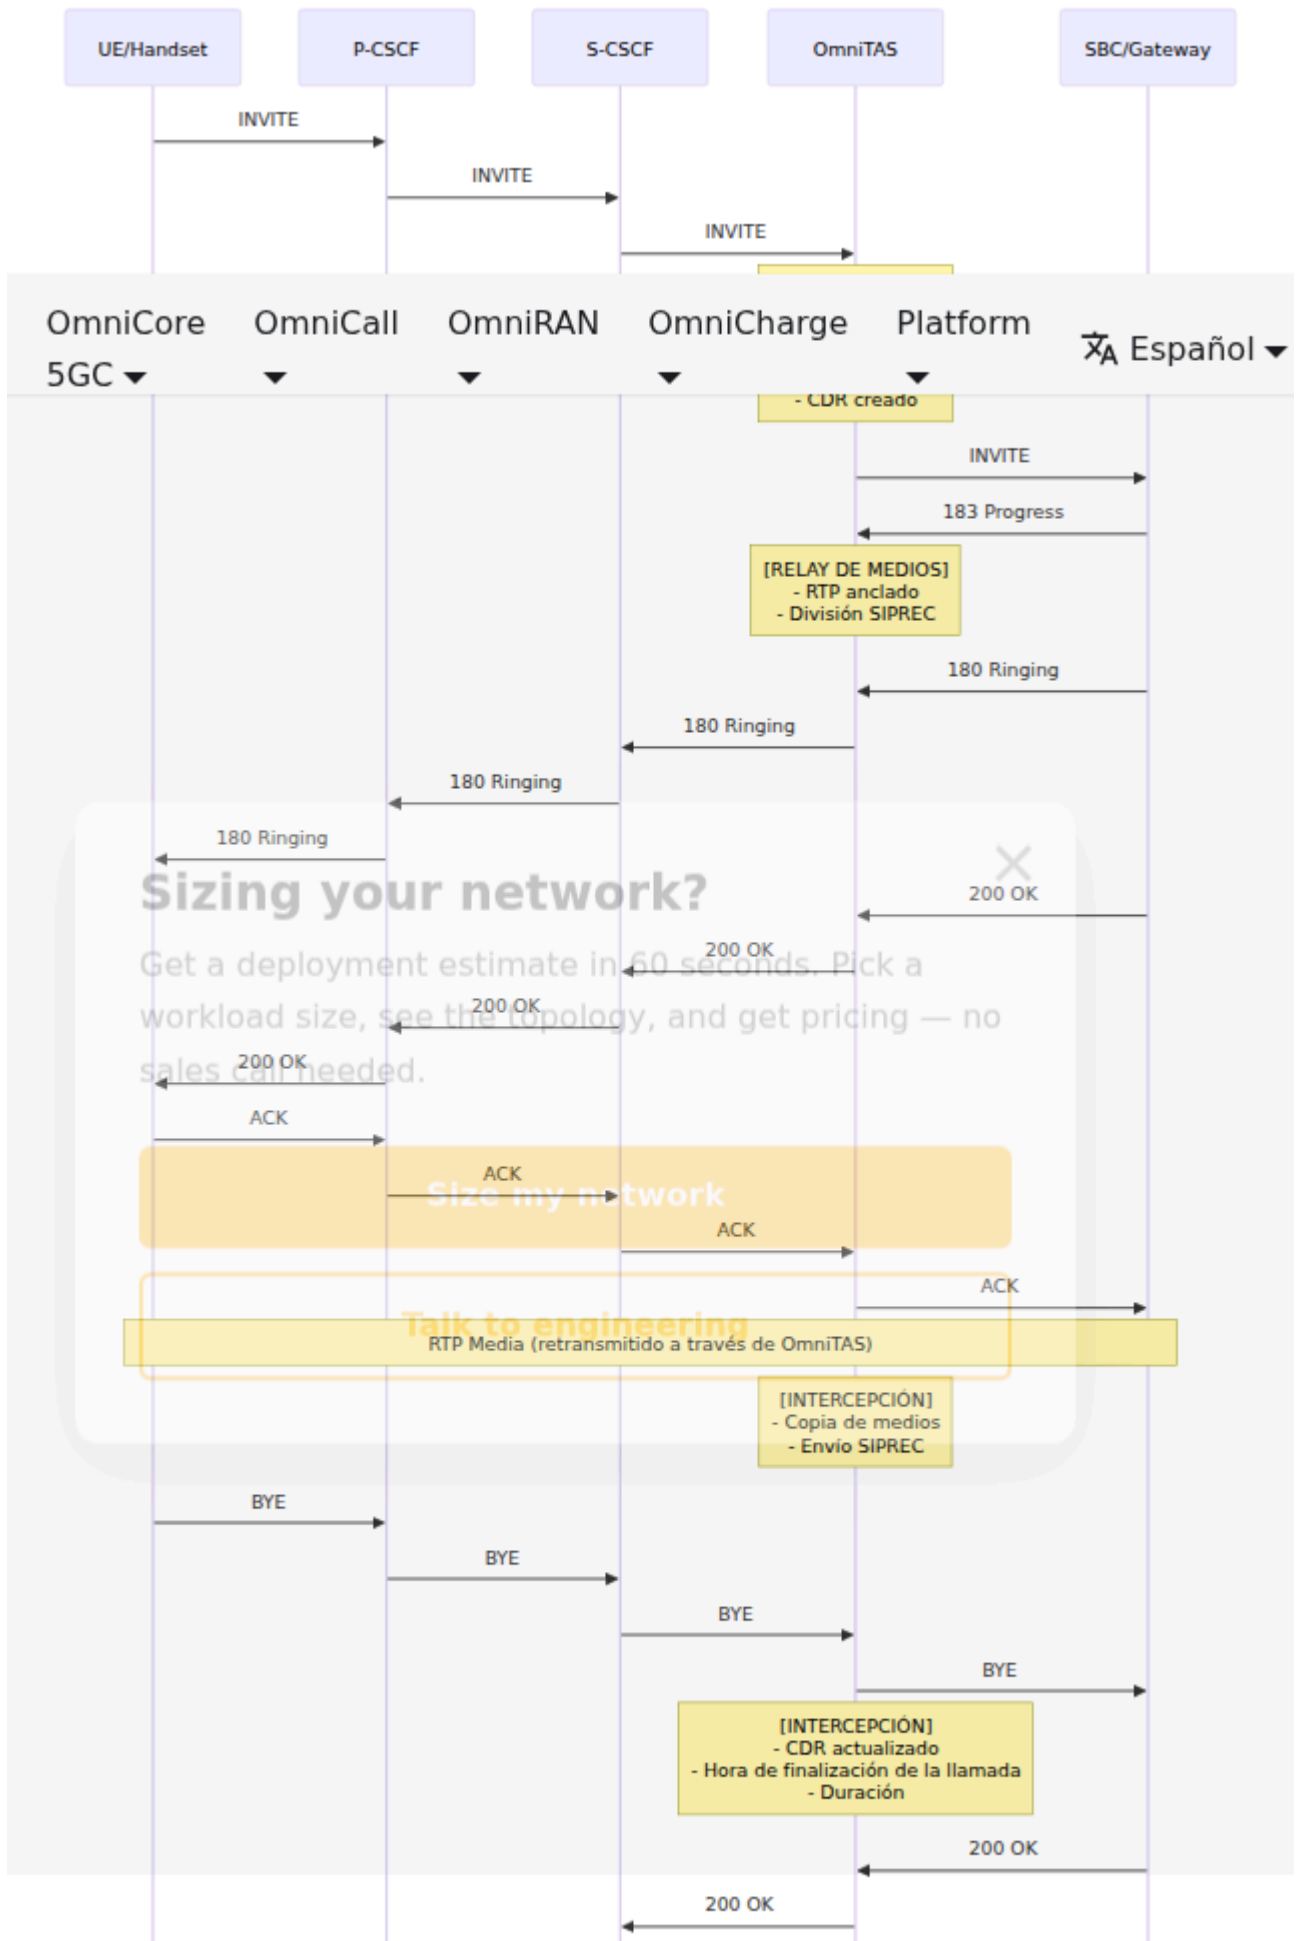 UE/Handset
P-CSCF
S-CSCF
OmniTAS
SBC/Gateway
INVITE
INVITE
INVITE
OmniCore
5GC
OmniCall
OmniRAN
OmniCharge
Platform
Español
- CDR creado
INVITE
183 Progress
[RELAY DE MEDIOS]
- RTP anclado
- División SIPREC
180 Ringing
180 Ringing
180 Ringing
180 Ringing
Sizing your network?
200 OK
200 OK
Get a deployment estimate in 60 seconds. Pick a
200 OK
workload size, see the topology, and get pricing — no
200 OK
sales call needed.
ACK
ACK
Size my network
ACK
ACK
Talk to engineering
RTP Media (retransmitido a través de OmniTAS)
[INTERCEPCIÓN]
- Copia de medios
- Envío SIPREC
BYE
BYE
BYE
BYE
[INTERCEPCIÓN]
- CDR actualizado
- Hora de finalización de la llamada
- Duración
200 OK
200 OK